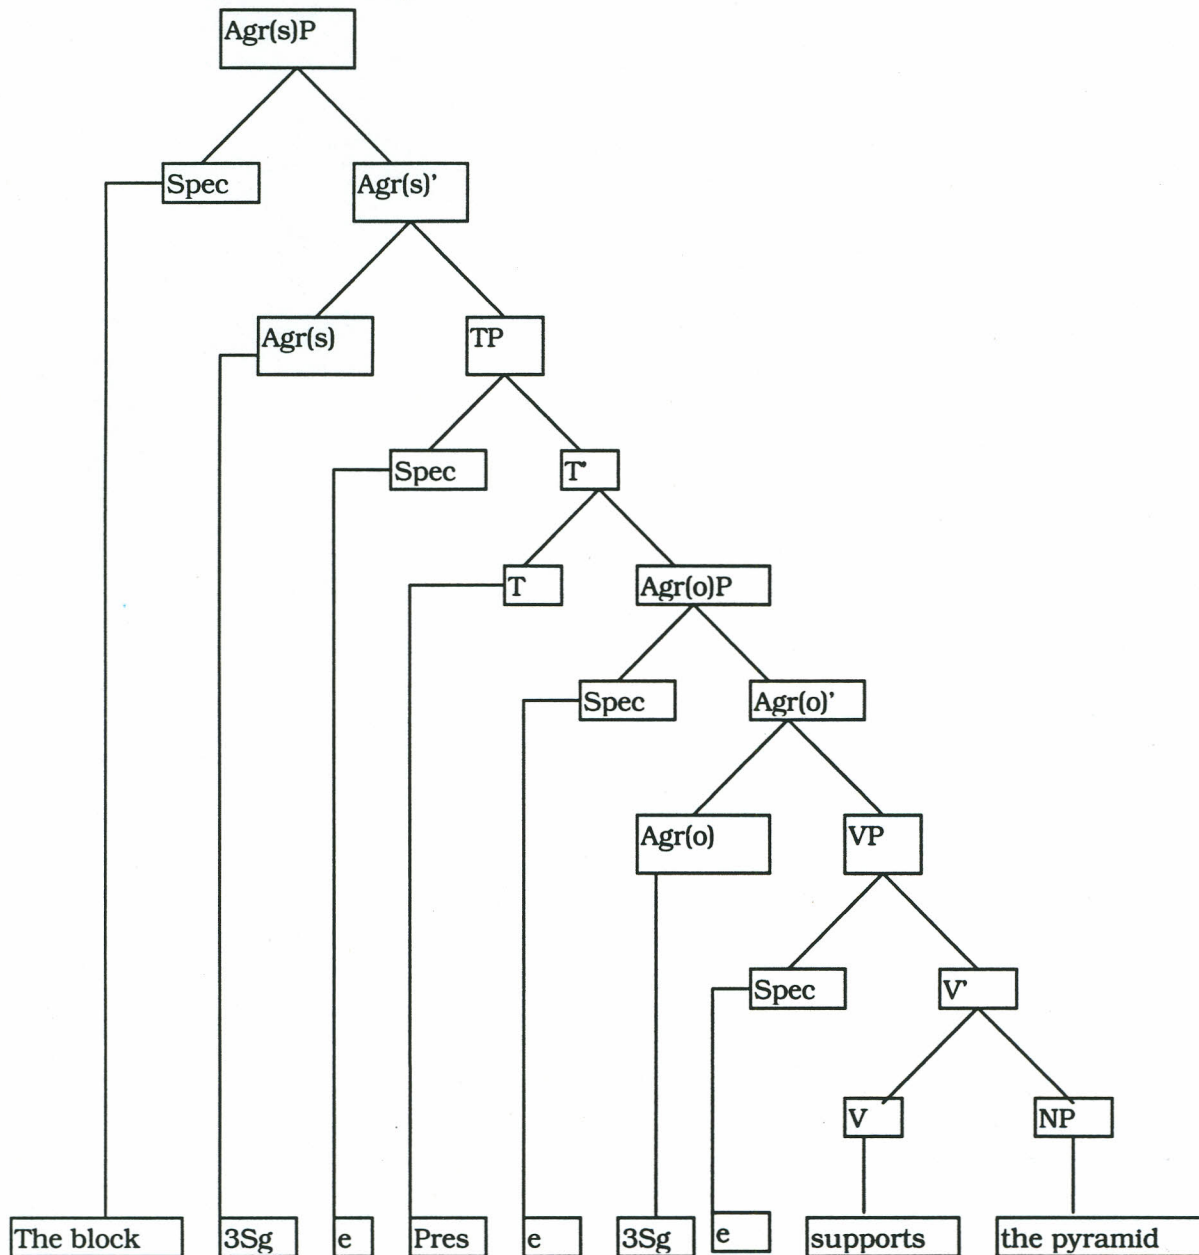 Agr(s)P
Spec Agr(s)'
Agr(s) TP
Spec T'
T Agr(o)P
Spec Agr(o)'
Agr(o) VP
Spec V'
V NP
The block 3Sg e Pres e 3Sg e supports the pyramid